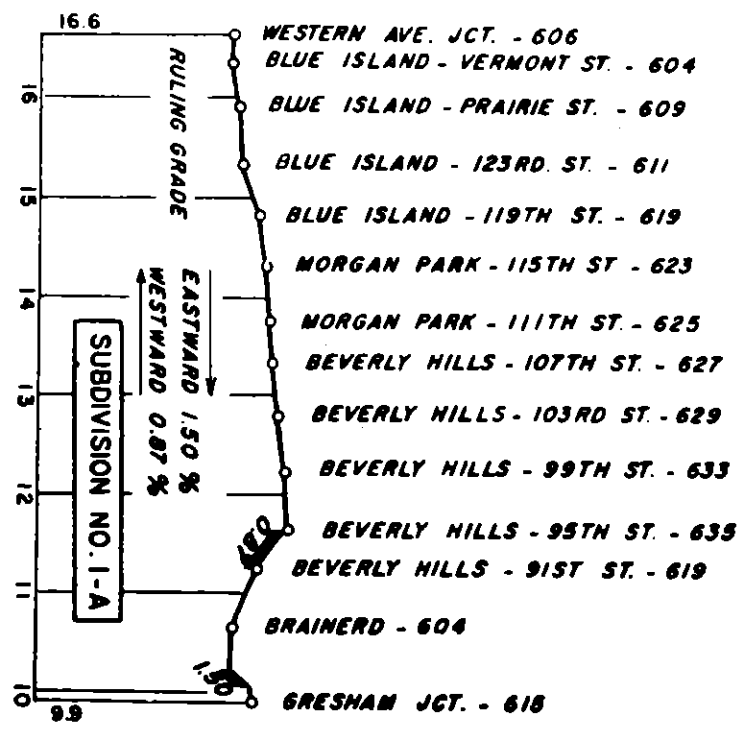 16.6
WESTERN AVE. JCT. - 606
BLUE ISLAND - VERMONT ST. - 604
16
BLUE ISLAND - PRAIRIE ST. - 609
BLUE ISLAND - 123RD. ST. - 611
15
BLUE ISLAND - 119TH ST. - 619
RULING GRADE
MORGAN PARK - 115TH ST - 623
14
MORGAN PARK - 111TH ST. - 625
EASTWARD 1.50 %
WESTWARD 0.87 %
BEVERLY HILLS - 107TH ST. - 627
13
BEVERLY HILLS - 103RD ST. - 629
BEVERLY HILLS - 99TH ST. - 633
12
BEVERLY HILLS - 95TH ST. - 635
0.87
BEVERLY HILLS - 91ST ST. - 619
11
SUBDIVISION NO. 1-A
BRAINERD - 604
1.50
10
GRESHAM JCT. - 618
9.9